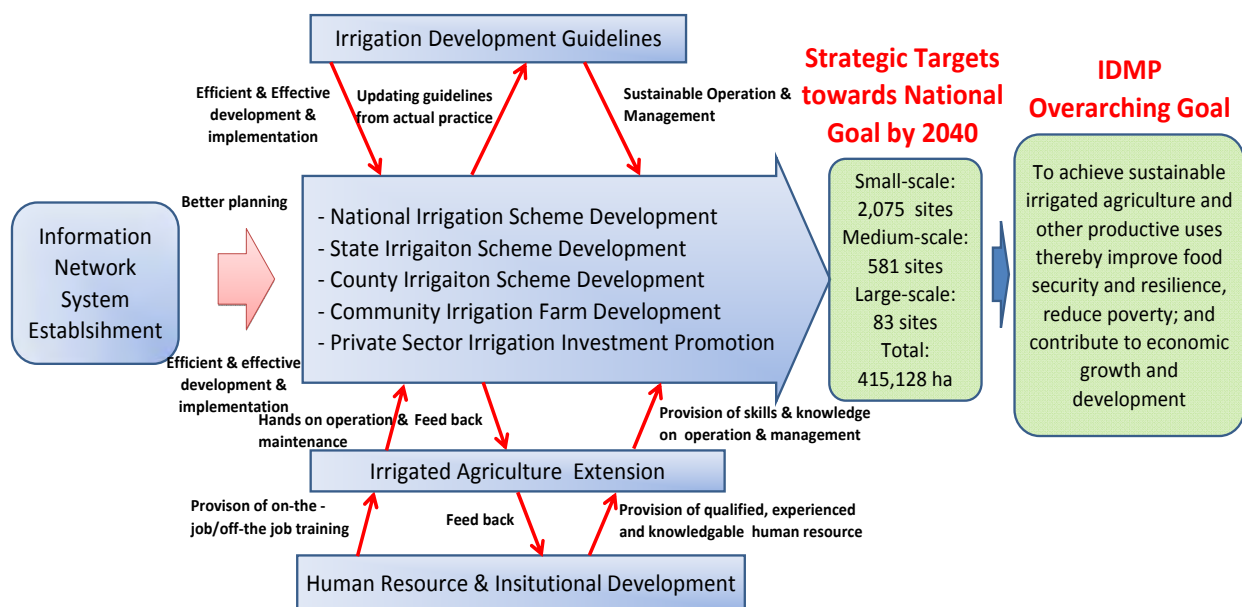 Irrigation Development Guidelines
Efficient & Effective
development &
implementation
Updating guidelines
from actual practice
Sustainable Operation &
Management
Strategic Targets
towards National
Goal by 2040
IDMP
Overarching Goal
Better planning
Information
Network
System
Establsihment
- National Irrigation Scheme Development
- State Irrigaiton Scheme Development
- County Irrigaiton Scheme Development
- Community Irrigation Farm Development
- Private Sector Irrigation Investment Promotion
Small-scale:
2,075 sites
Medium-scale:
581 sites
Large-scale:
83 sites
Total:
415,128 ha
To achieve sustainable
irrigated agriculture and
other productive uses
thereby improve food
security and resilience,
reduce poverty; and
contribute to economic
growth and
development
Efficient & effective
development &
implementation
Hands on operation &
maintenance
Feed back
Provision of skills & knowledge
on operation & management
Irrigated Agriculture Extension
Provison of on-the -
job/off-the job training
Feed back
Provision of qualified, experienced
and knowledgable human resource
Human Resource & Insitutional Development